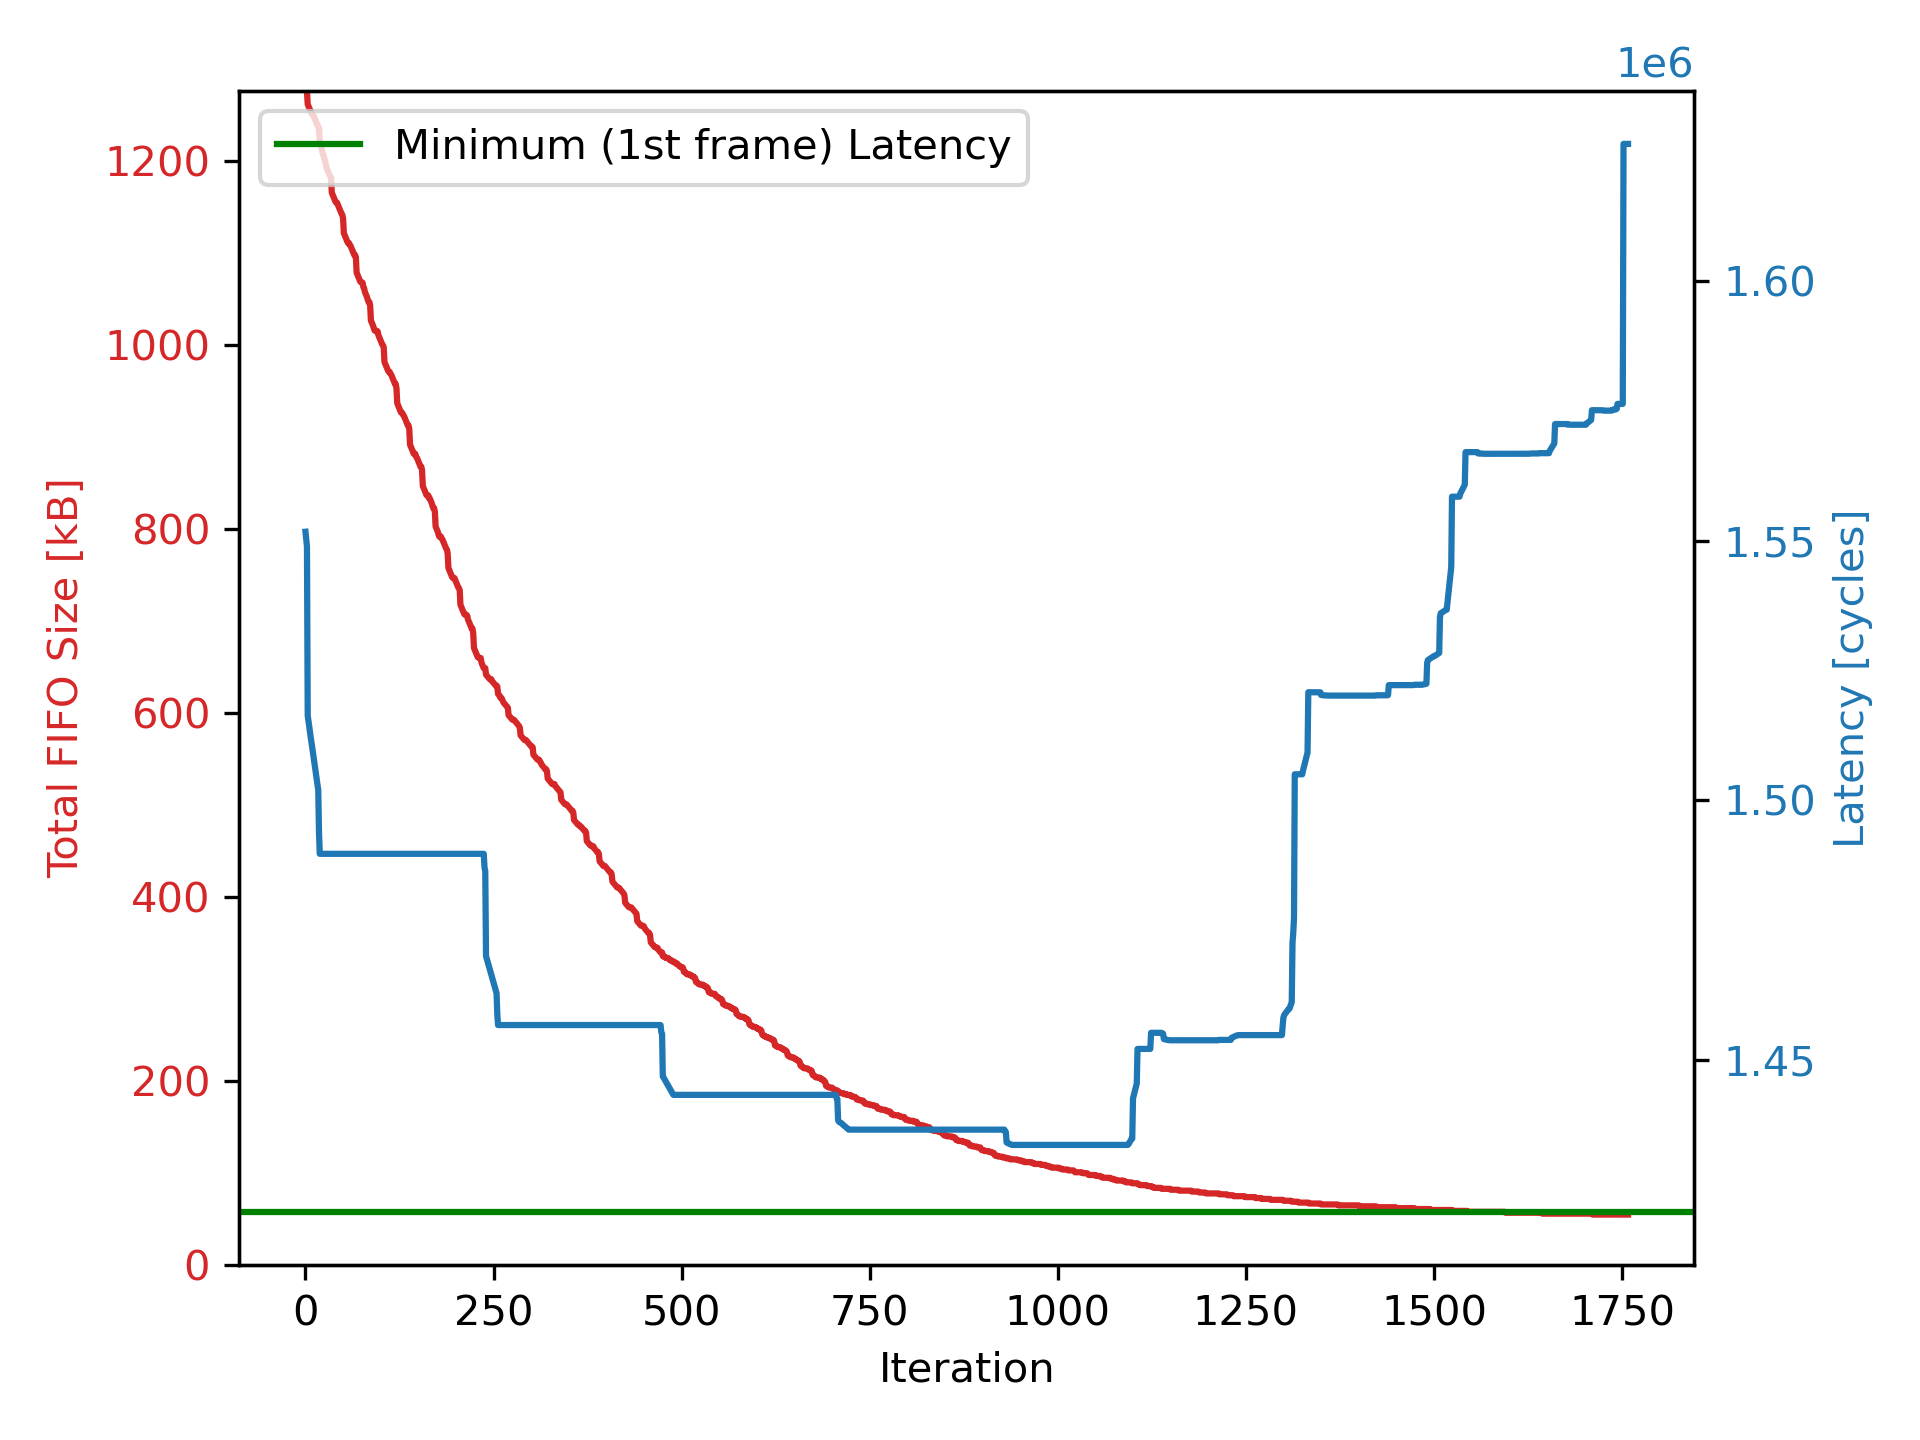 1e6
Minimum (1st frame) Latency
1200
1000
800
600
400
200
0
Total FIFO Size [kB]
1.60
1.55
1.50
1.45
Latency [cycles]
0 250 500 750 1000 1250 1500 1750
Iteration